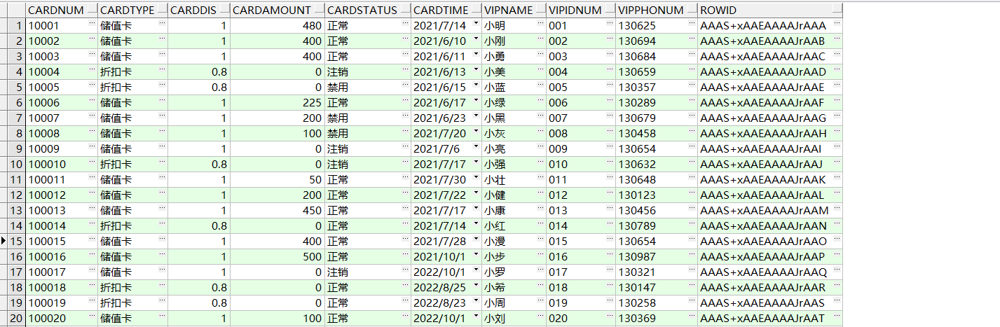 CARDNUM CARDTYPE CARDDIS CARDAMOUNT CARDSTATUS CARDTIME VIPNAME VIPIDNUM VIPPHONUM ROWID
1 10001 储值卡 1 480 正常 2021/7/14 小明 001 130625 AAAS+xAAEAAAAJrAAA
2 10002 储值卡 1 400 正常 2021/6/10 小刚 002 130694 AAAS+xAAEAAAAJrAAB
3 10003 储值卡 1 400 正常 2021/6/11 小勇 003 130684 AAAS+xAAEAAAAJrAAC
4 10004 折扣卡 0.8 0 注销 2021/6/13 小美 004 130659 AAAS+xAAEAAAAJrAAD
5 10005 折扣卡 0.8 0 禁用 2021/6/15 小蓝 005 130357 AAAS+xAAEAAAAJrAAE
6 10006 储值卡 1 225 正常 2021/6/17 小绿 006 130289 AAAS+xAAEAAAAJrAAF
7 10007 储值卡 1 200 禁用 2021/6/23 小黑 007 130679 AAAS+xAAEAAAAJrAAG
8 10008 储值卡 1 100 禁用 2021/7/20 小灰 008 130458 AAAS+xAAEAAAAJrAAH
9 10009 储值卡 1 0 注销 2021/7/6 小亮 009 130654 AAAS+xAAEAAAAJrAAI
10 100010 折扣卡 0.8 0 注销 2021/7/17 小强 010 130632 AAAS+xAAEAAAAJrAAJ
11 100011 储值卡 1 50 正常 2021/7/30 小壮 011 130648 AAAS+xAAEAAAAJrAAK
12 100012 储值卡 1 200 正常 2021/7/22 小健 012 130123 AAAS+xAAEAAAAJrAAL
13 100013 储值卡 1 450 正常 2021/7/17 小康 013 130456 AAAS+xAAEAAAAJrAAM
14 100014 折扣卡 0.8 0 正常 2021/7/14 小红 014 130789 AAAS+xAAEAAAAJrAAN
15 100015 储值卡 1 400 正常 2021/7/28 小漫 015 130654 AAAS+xAAEAAAAJrAAO
16 100016 储值卡 1 500 正常 2021/10/1 小步 016 130987 AAAS+xAAEAAAAJrAAP
17 100017 储值卡 1 0 注销 2022/10/1 小罗 017 130321 AAAS+xAAEAAAAJrAAQ
18 100018 折扣卡 0.8 0 正常 2022/8/25 小希 018 130147 AAAS+xAAEAAAAJrAAR
19 100019 折扣卡 0.8 0 正常 2022/8/23 小周 019 130258 AAAS+xAAEAAAAJrAAS
20 100020 储值卡 1 100 正常 2022/10/1 小刘 020 130369 AAAS+xAAEAAAAJrAAT